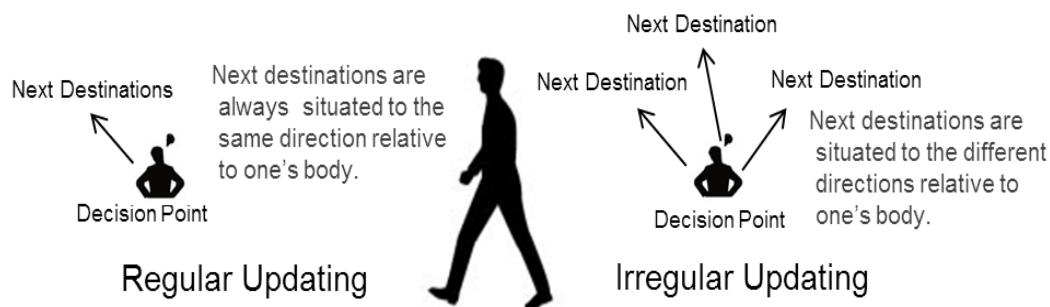 Next Destinations
Next destinations are
always situated to the
same direction relative
to one's body.
Decision Point
Regular Updating
Next Destination
Next Destination
Next Destination
Next destinations are
situated to the different
directions relative to
one's body.
Decision Point
Irregular Updating